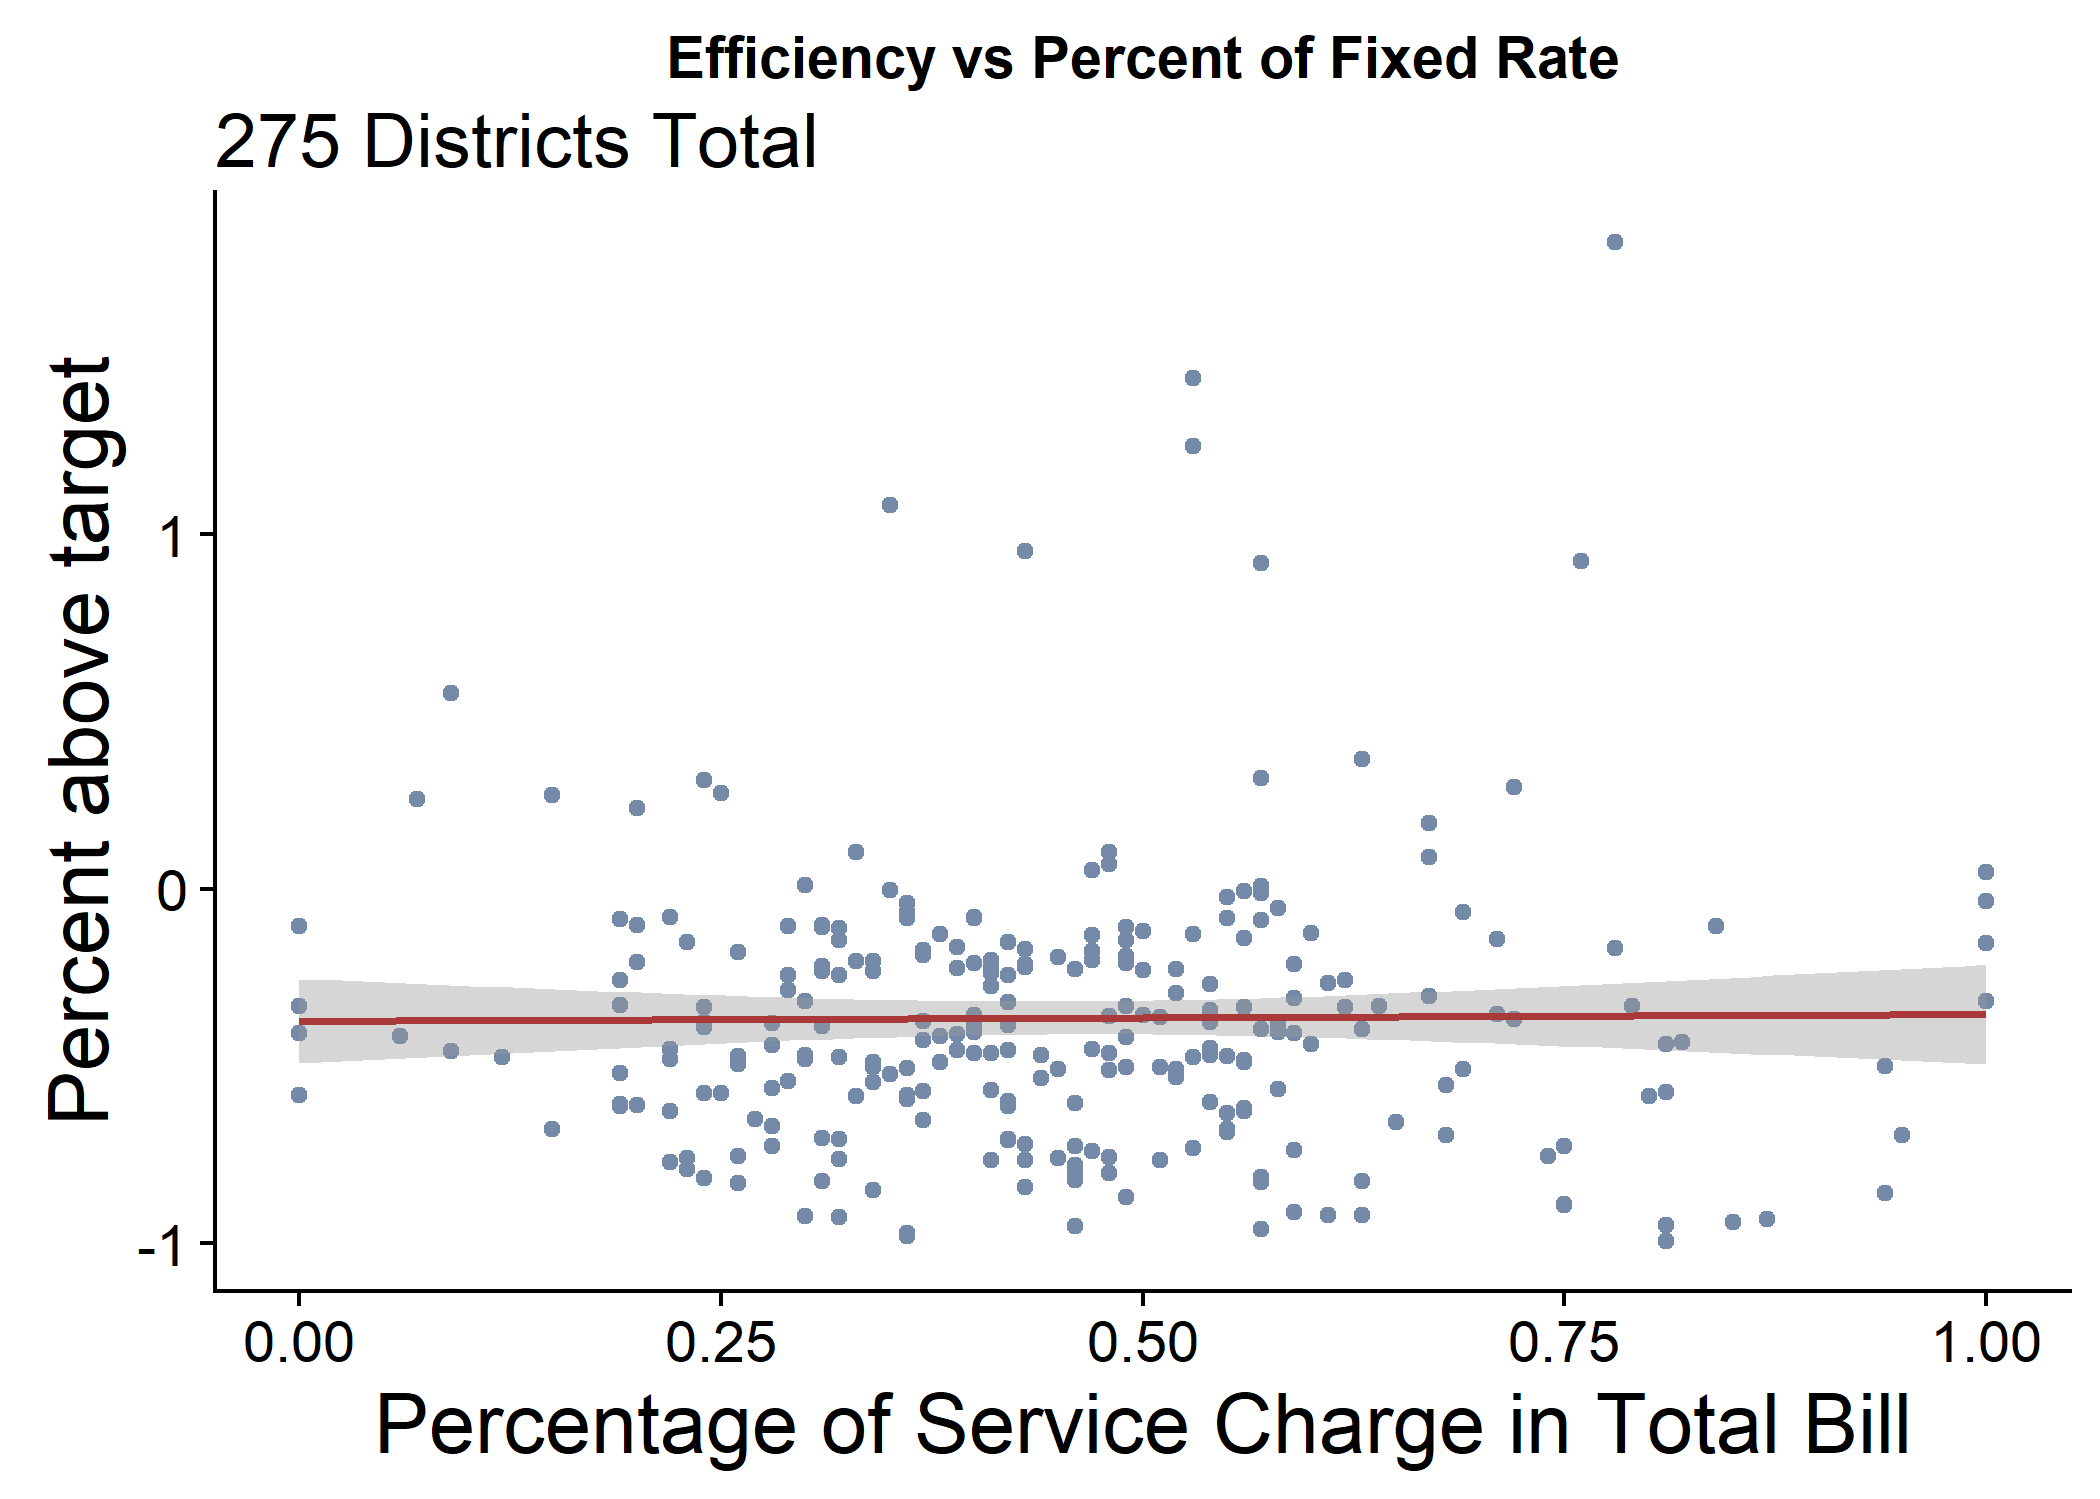 Efficiency vs Percent of Fixed Rate
275 Districts Total
Percent above target
1
0
-1
0.00
0.25
0.50
0.75
1.00
Percentage of Service Charge in Total Bill